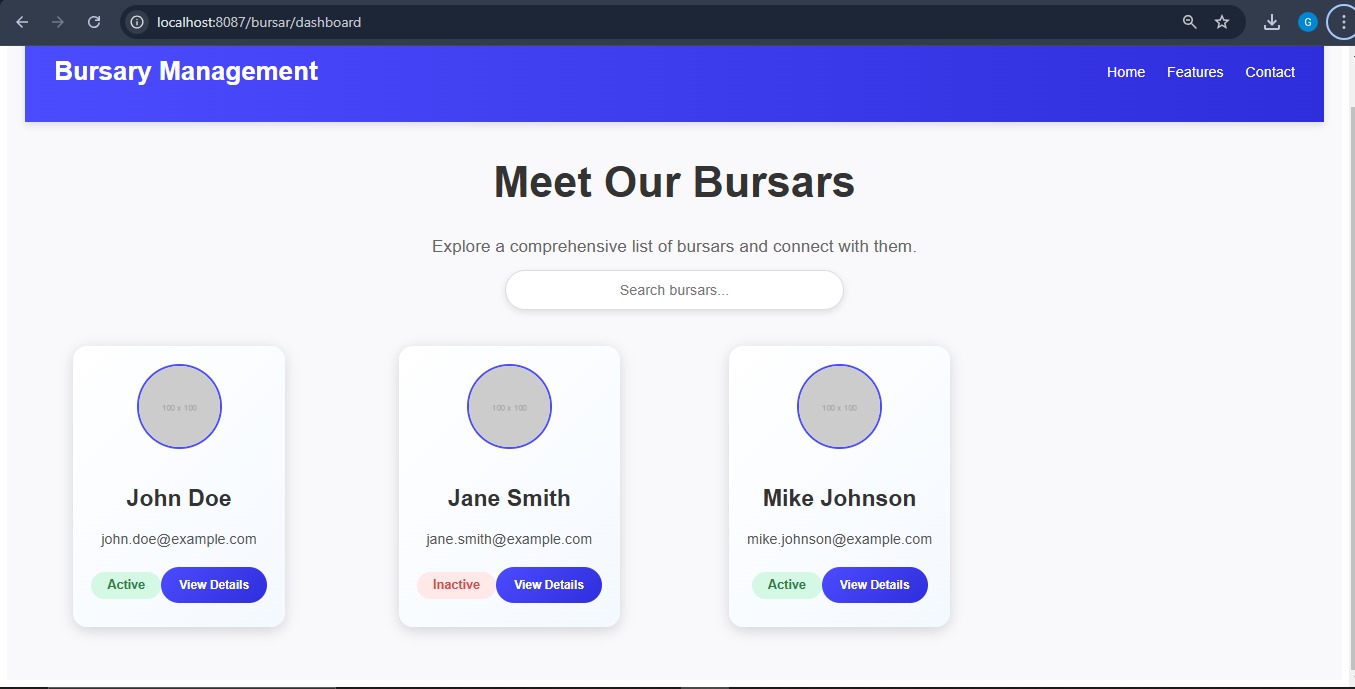 localhost:8087/bursar/dashboard
G
Bursary Management
Home Features Contact
Meet Our Bursars
Explore a comprehensive list of bursars and connect with them.
Search bursars...
100 x 100
John Doe
john.doe@example.com
Active View Details
100 x 100
Jane Smith
jane.smith@example.com
Inactive View Details
100 x 100
Mike Johnson
mike.johnson@example.com
Active View Details